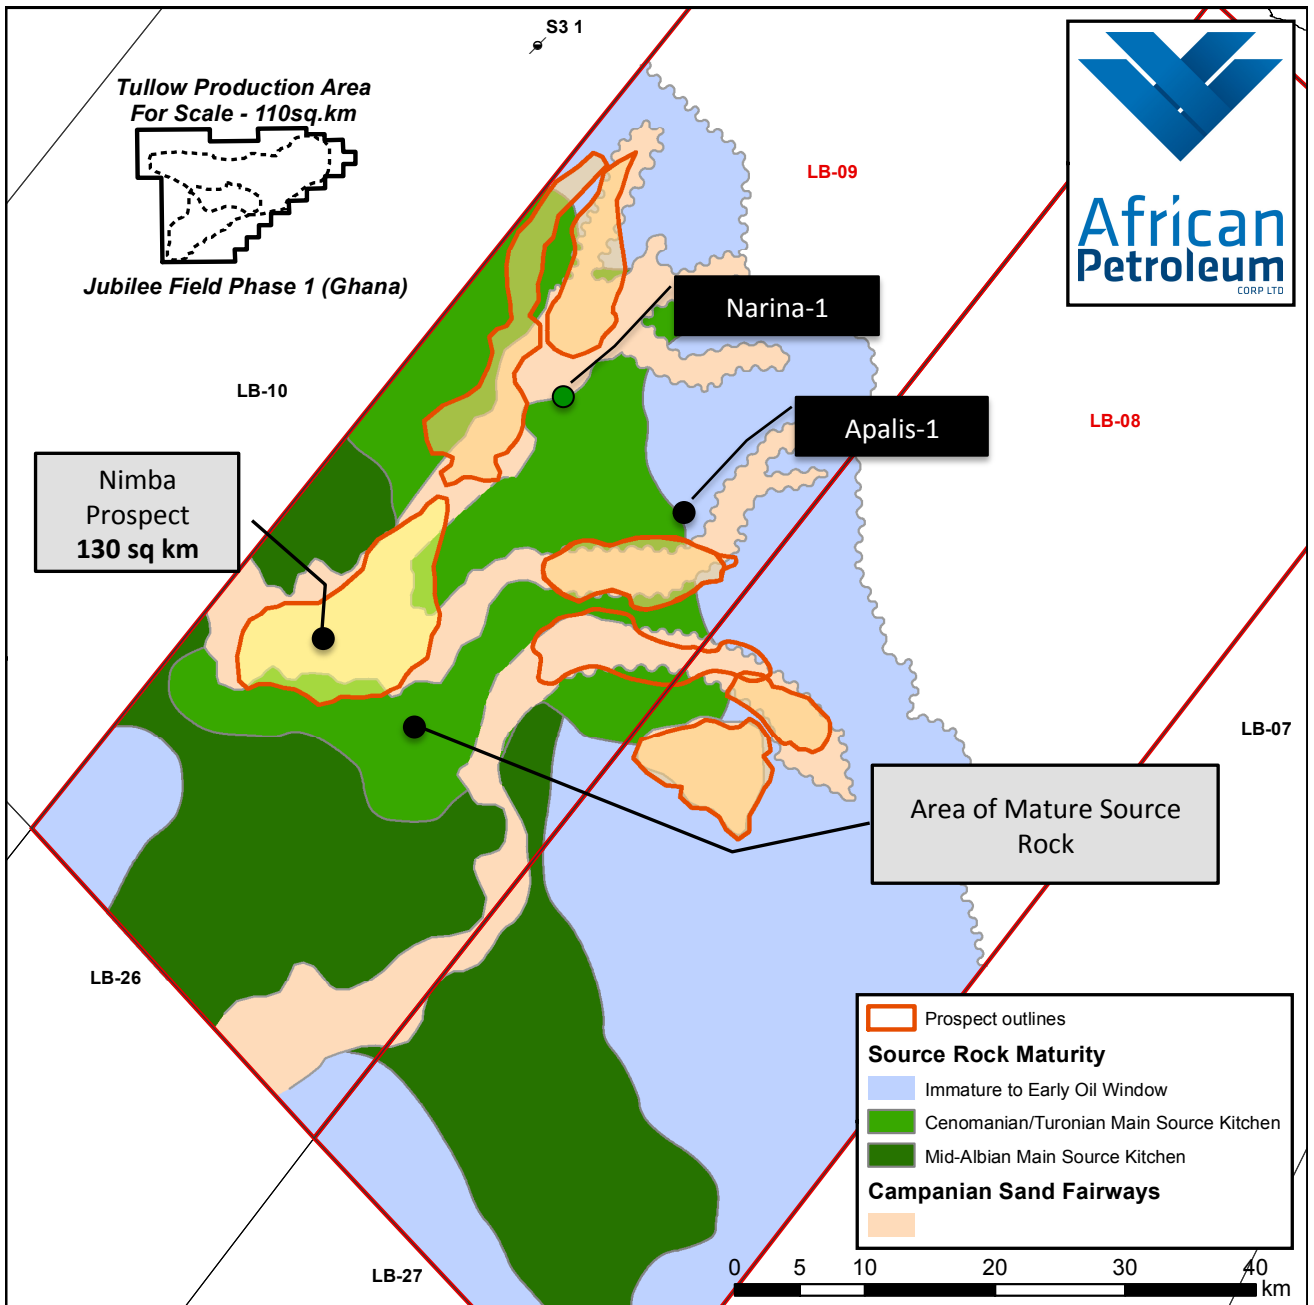 S3 1
Tullow Production Area
For Scale - 110sq.km
Jubilee Field Phase 1 (Ghana)
African
Petroleum
CORP LTD
LB-09
Narina-1
LB-10
Apalis-1
LB-08
Nimba
Prospect
130 sq km
LB-07
Area of Mature Source
Rock
LB-26
Prospect outlines
Source Rock Maturity
Immature to Early Oil Window
Cenomanian/Turonian Main Source Kitchen
Mid-Albian Main Source Kitchen
Campanian Sand Fairways
LB-27
0 5 10 20 30 40
km